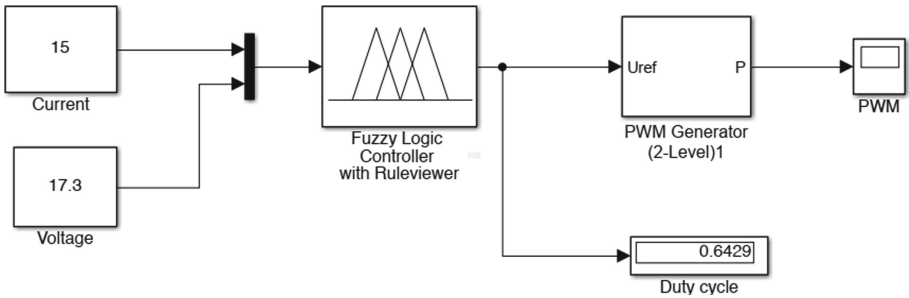 15
Current
17.3
Voltage
Fuzzy Logic
Controller
with Ruleviewer
Uref
P
PWM Generator
(2-Level)1
PWM
0.6429
Duty cycle